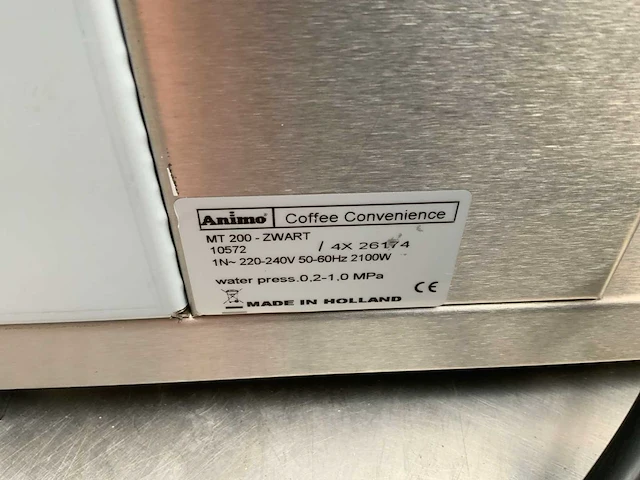 Animo Coffee Convenience
MT 200 - ZWART
10572 / 4X 26174
1N~ 220-240V 50-60Hz 2100W
water press.0,2-1,0 MPa
CE
MADE IN HOLLAND